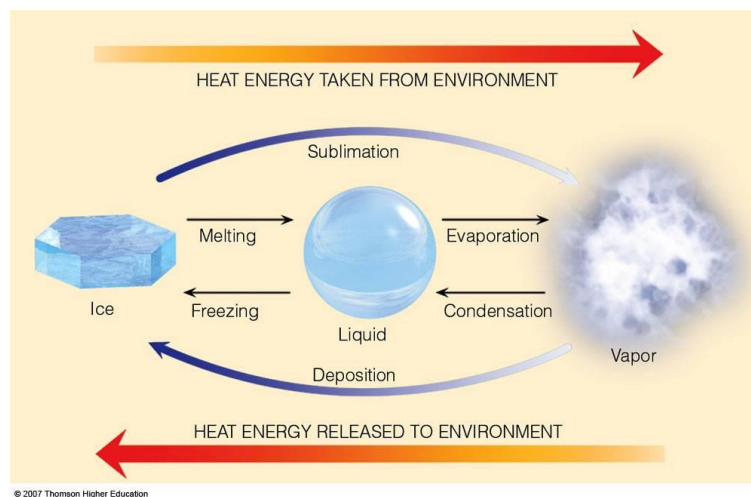 HEAT ENERGY TAKEN FROM ENVIRONMENT
Sublimation
Melting
Evaporation
Ice
Freezing
Liquid
Condensation
Vapor
Deposition
HEAT ENERGY RELEASED TO ENVIRONMENT
© 2007 Thomson Higher Education